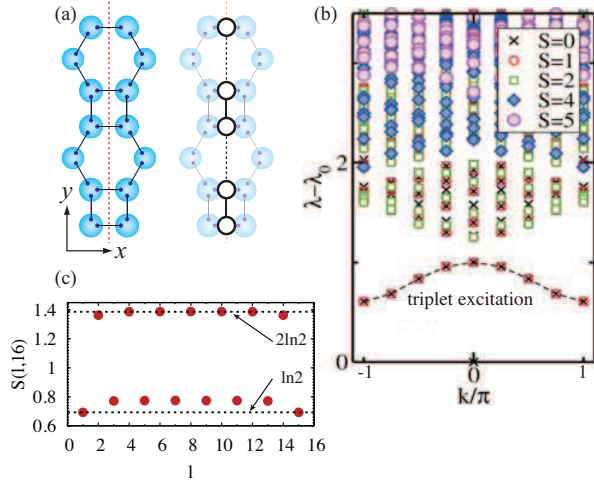 (a)
y
x
(b)
λ-λ₀
2
0
-1
0
1
k/π
S=0
S=1
S=2
S=4
S=5
triplet excitation
(c)
S(l,16)
1.4
1.2
1.0
0.8
0.6
2ln2
ln2
0 2 4 6 8 10 12 14 16
l